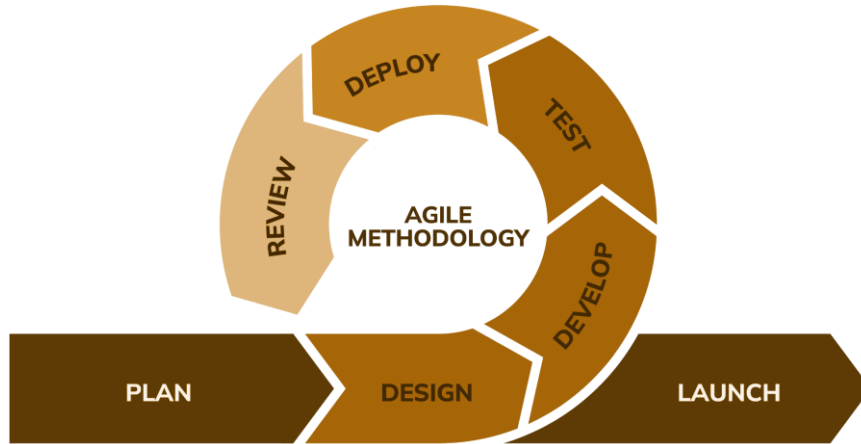 DEPLOY
TEST
REVIEW
AGILE
METHODOLOGY
DEVELOP
PLAN
DESIGN
LAUNCH